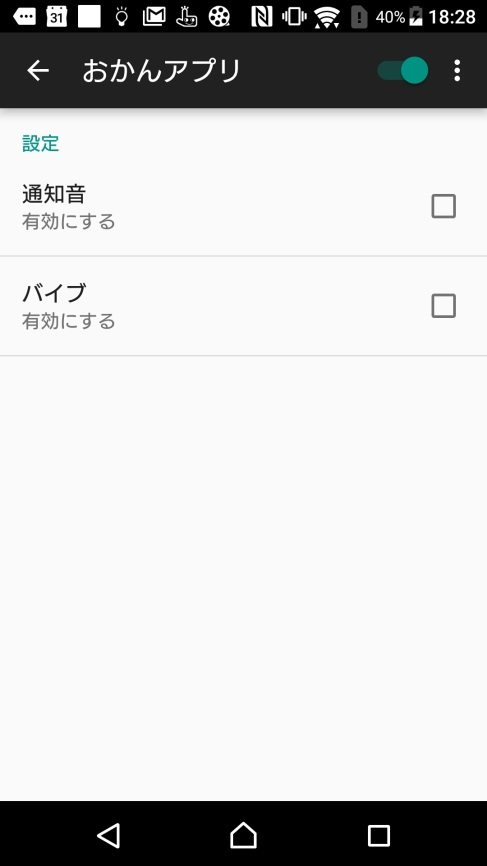 31 40% 18:28
おかんアプリ
設定
通知音
有効にする
バイブ
有効にする